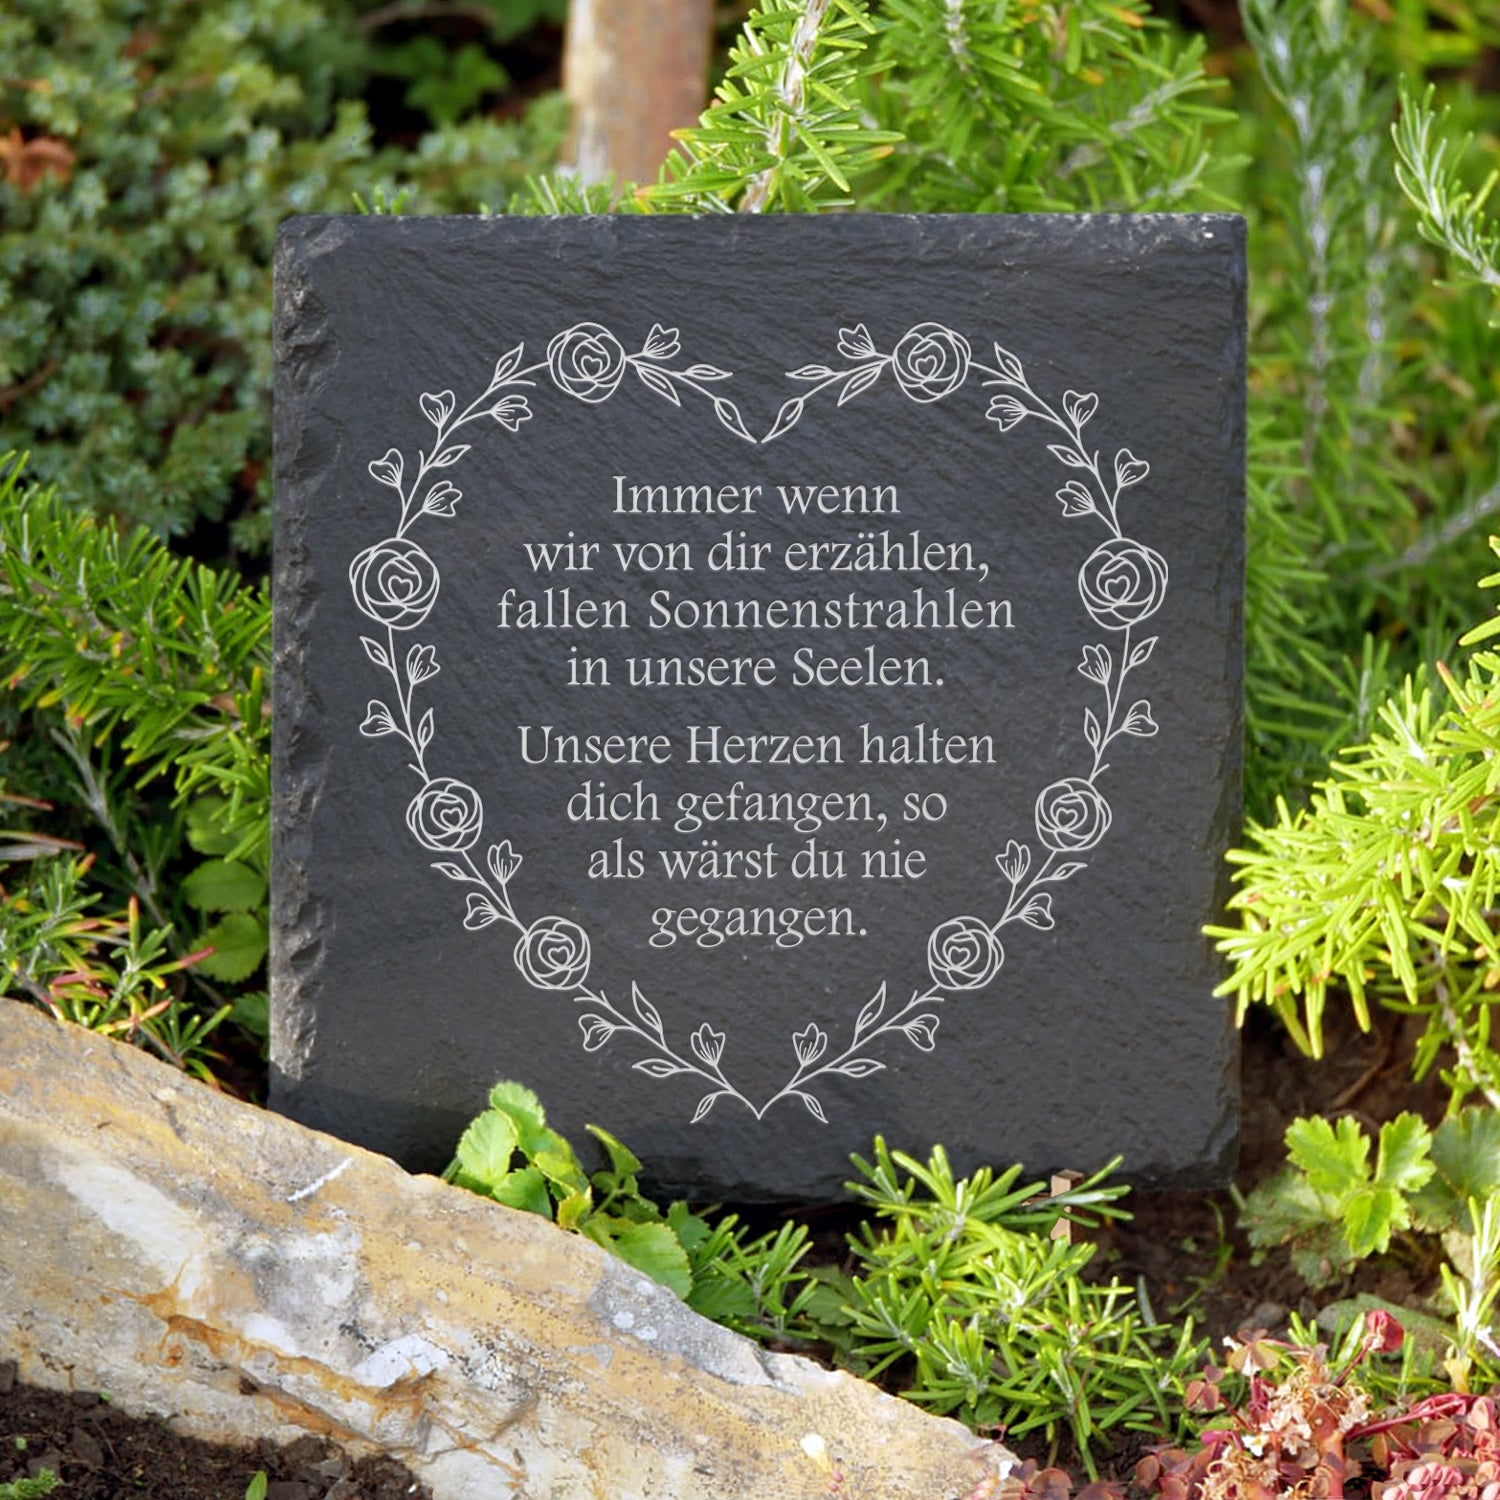 Immer wenn
wir von dir erzählen,
fallen Sonnenstrahlen
in unsere Seelen.
Unsere Herzen halten
dich gefangen, so
als wärst du nie
gegangen.